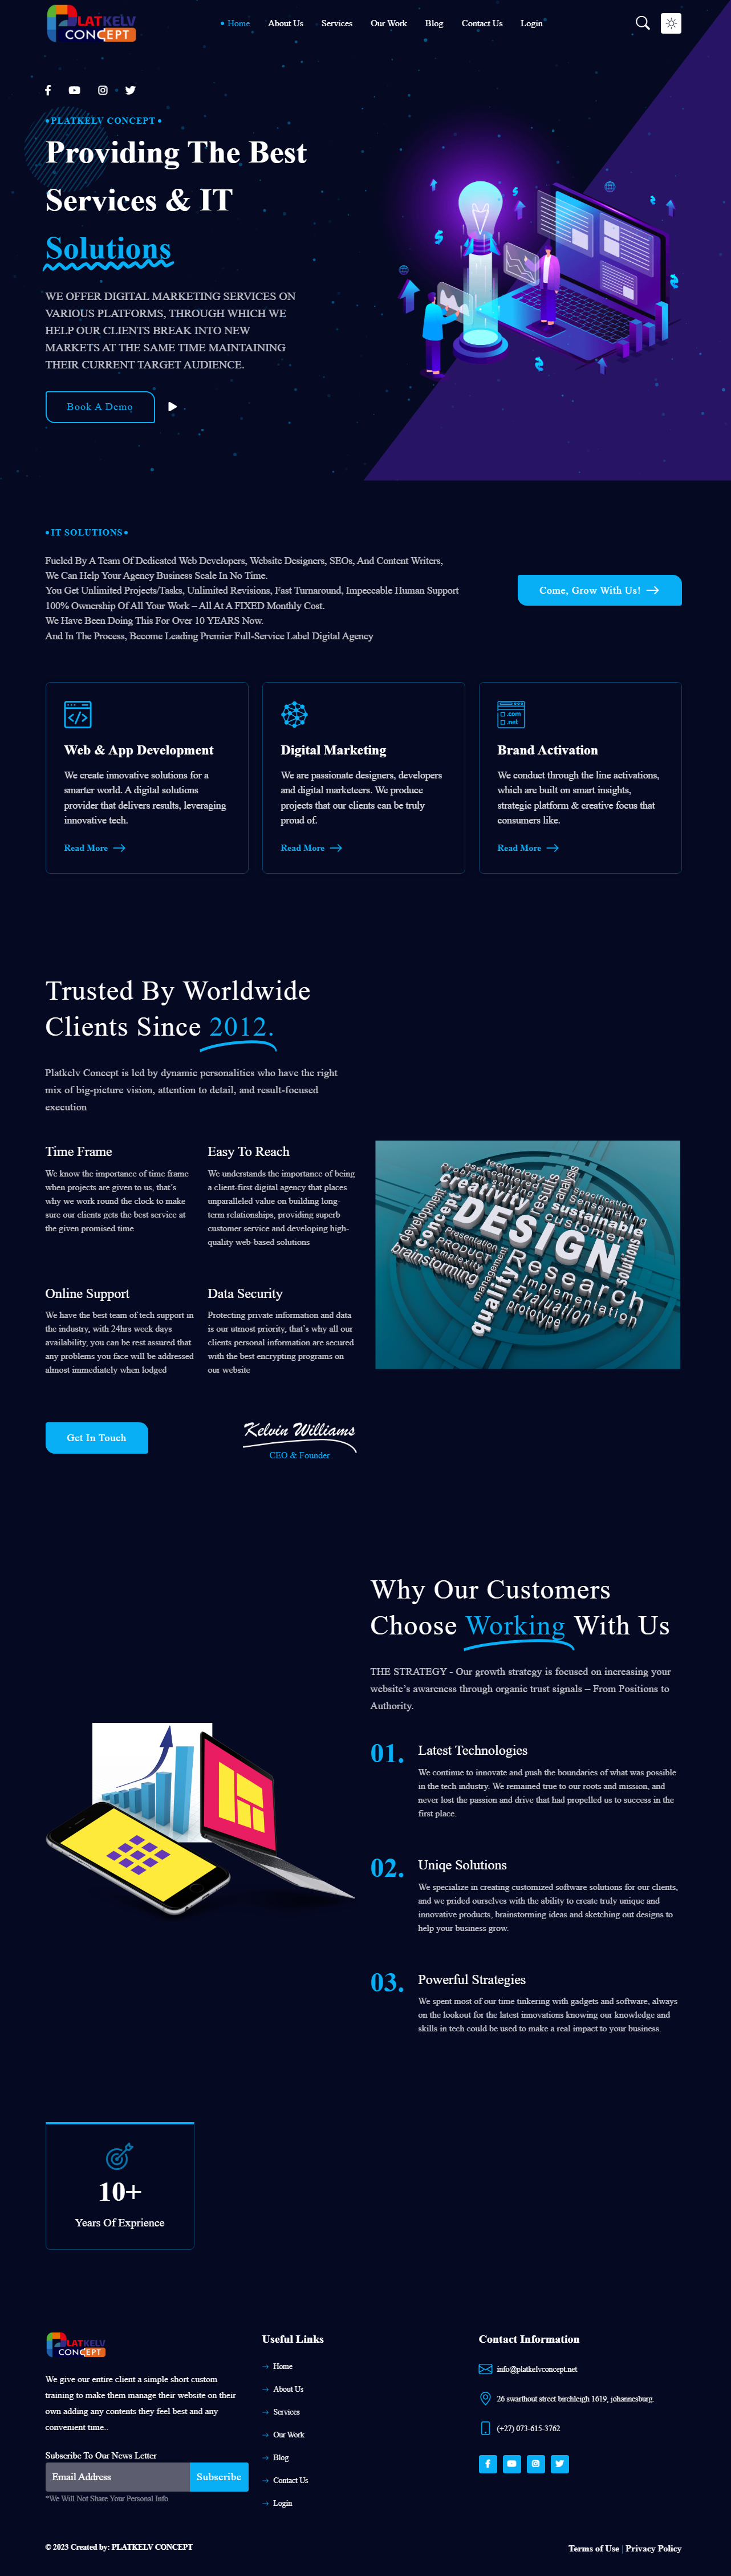 PLATKELV
CONCEPT
Home
About Us
Services
Our Work
Blog
Contact Us
Login
PLATKELV CONCEPT
Providing The Best
Services & IT
Solutions
WE OFFER DIGITAL MARKETING SERVICES ON
VARIOUS PLATFORMS, THROUGH WHICH WE
HELP OUR CLIENTS BREAK INTO NEW
MARKETS AT THE SAME TIME MAINTAINING
THEIR CURRENT TARGET AUDIENCE.
Book A Demo
IT SOLUTIONS
Fueled By A Team Of Dedicated Web Developers, Website Designers, SEOs, And Content Writers,
We Can Help Your Agency Business Scale In No Time.
You Get Unlimited Projects/Tasks, Unlimited Revisions, Fast Turnaround, Impeccable Human Support
100% Ownership Of All Your Work – All At A FIXED Monthly Cost.
We Have Been Doing This For Over 10 YEARS Now.
And In The Process, Become Leading Premier Full-Service Label Digital Agency
Come, Grow With Us!
Web & App Development
We create innovative solutions for a
smarter world. A digital solutions
provider that delivers results, leveraging
innovative tech.
Read More
Digital Marketing
We are passionate designers, developers
and digital marketeers. We produce
projects that our clients can be truly
proud of.
Read More
.com
.net
Brand Activation
We conduct through the line activations,
which are built on smart insights,
strategic platform & creative focus that
consumers like.
Read More
Trusted By Worldwide
Clients Since 2012.
Platkelv Concept is led by dynamic personalities who have the right
mix of big-picture vision, attention to detail, and result-focused
execution
Time Frame
We know the importance of time frame
when projects are given to us, that's
why we work round the clock to make
sure our clients gets the best service at
the given promised time
Easy To Reach
We understands the importance of being
a client-first digital agency that places
unparalleled value on building long-
term relationships, providing superb
customer service and developing high-
quality web-based solutions
Online Support
We have the best team of tech support in
the industry, with 24hrs week days
availability, you can be rest assured that
any problems you face will be addressed
almost immediately when lodged
Data Security
Protecting private information and data
is our utmost priority, that's why all our
clients personal information are secured
with the best encrypting programs on
our website
Get In Touch
Kelvin Williams
CEO & Founder
technology
Problem solving
user-centered
creativity
results
analysis
Specification
Sensemaking
sustainable
customer
development
concept
DESIGN
solutions
Presentation
PRODUCT
complexity
brainstorming
management
quality
Research
Implementation
Evaluation
prototype
Why Our Customers
Choose Working With Us
THE STRATEGY - Our growth strategy is focused on increasing your
website's awareness through organic trust signals – From Positions to
Authority.
01.
Latest Technologies
We continue to innovate and push the boundaries of what was possible
in the tech industry. We remained true to our roots and mission, and
never lost the passion and drive that had propelled us to success in the
first place.
02.
Uniqe Solutions
We specialize in creating customized software solutions for our clients,
and we prided ourselves with the ability to create truly unique and
innovative products, brainstorming ideas and sketching out designs to
help your business grow.
03.
Powerful Strategies
We spent most of our time tinkering with gadgets and software, always
on the lookout for the latest innovations knowing our knowledge and
skills in tech could be used to make a real impact to your business.
10+
Years Of Exprience
PLATKELV
CONCEPT
We give our entire client a simple short custom
training to make them manage their website on their
own adding any contents they feel best and any
convenient time..
Subscribe To Our News Letter
Email Address
Subscribe
*We Will Not Share Your Personal Info
Useful Links
Home
About Us
Services
Our Work
Blog
Contact Us
Login
Contact Information
info@platkelvconcept.net
26 swarthout street birchleigh 1619, johannesburg.
(+27) 073-615-3762
© 2023 Created by: PLATKELV CONCEPT
Terms of Use | Privacy Policy